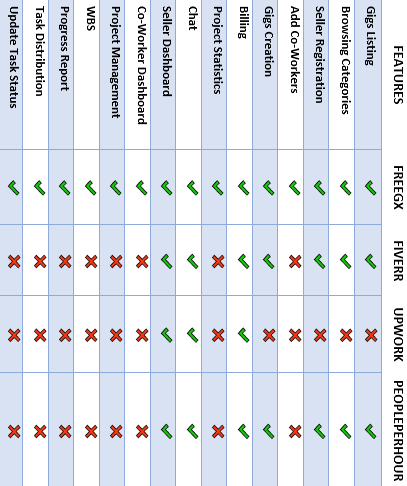 FEATURES FREEGX FIVERR UPWORK PEOPLEPERHOUR
Gigs Listing
Browsing Categories
Seller Registration
Add Co-Workers
Gigs Creation
Billing
Project Statistics
Chat
Seller Dashboard
Co-Worker Dashboard
Project Management
WBS
Progress Report
Task Distribution
Update Task Status